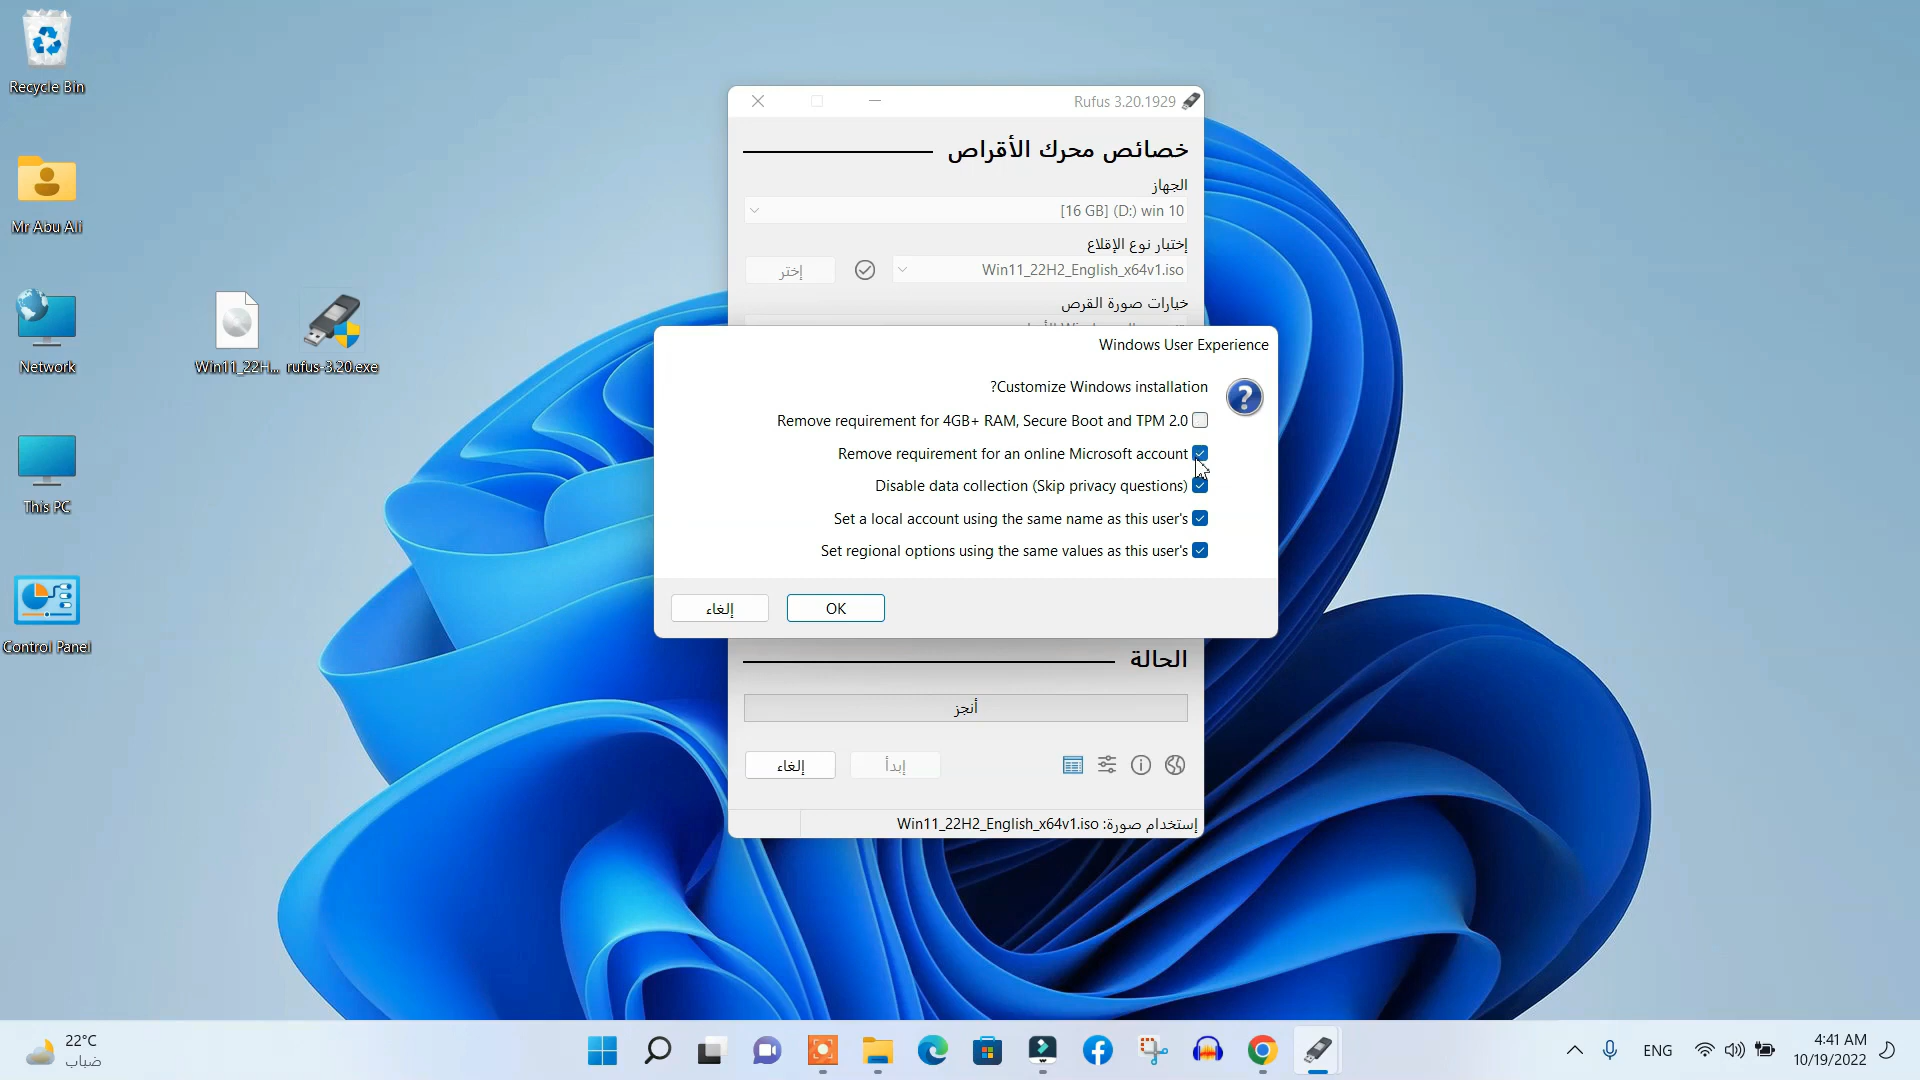 Recycle Bin
Mr Abu Ali
Network
This PC
Control Panel
Win11_22H...
rufus-3.20.exe
Rufus 3.20.1929
خصائص محرك الأقراص
الجهاز
[16 GB] (D:) win 10
إختيار نوع الإقلاع
Win11_22H2_English_x64v1.iso
إختر
خيارات صورة القرص
Windows User Experience
?Customize Windows installation
Remove requirement for 4GB+ RAM, Secure Boot and TPM 2.0
Remove requirement for an online Microsoft account
Disable data collection (Skip privacy questions)
Set a local account using the same name as this user's
Set regional options using the same values as this user's
OK
إلغاء
الحالة
أنجز
إبدأ
إلغاء
إستخدام صورة: Win11_22H2_English_x64v1.iso
22°C
ضباب
ENG
4:41 AM
10/19/2022